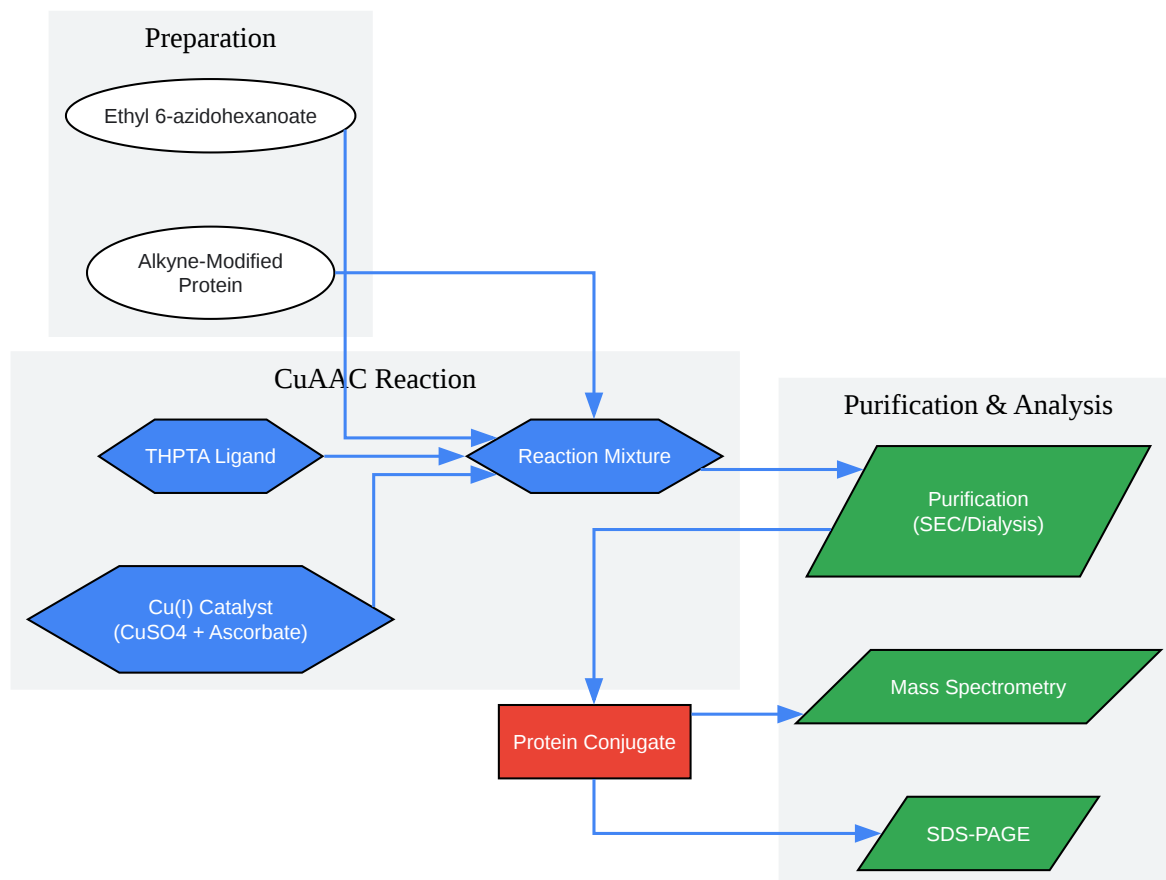 Preparation
Ethyl 6-azidohexanoate
Alkyne-Modified
Protein
CuAAC Reaction
THPTA Ligand
Reaction Mixture
Cu(I) Catalyst
(CuSO4 + Ascorbate)
Purification & Analysis
Purification
(SEC/Dialysis)
Mass Spectrometry
Protein Conjugate
SDS-PAGE